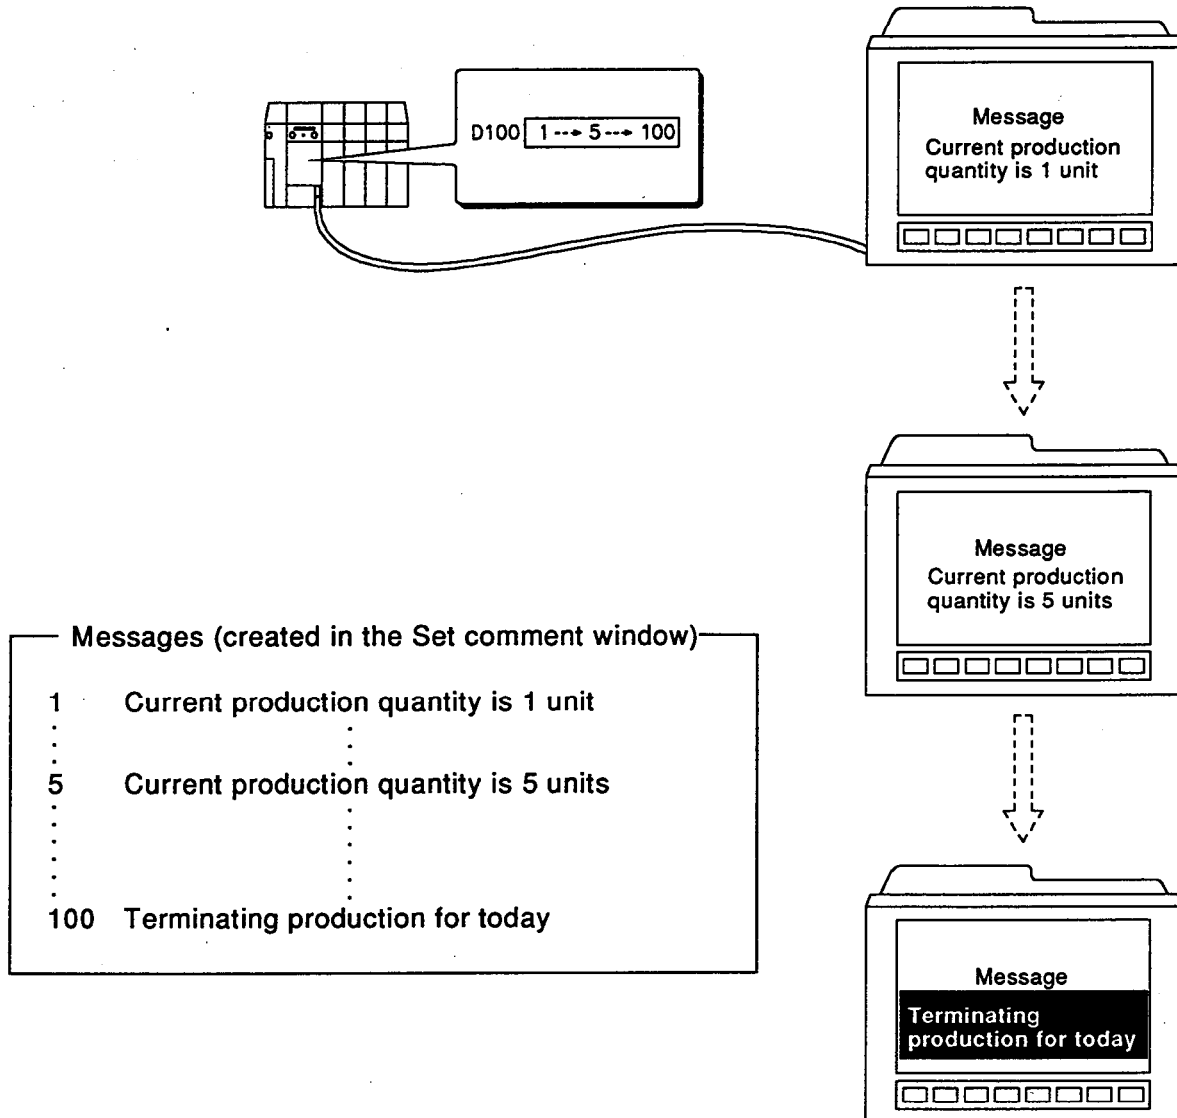 D100 1 ---> 5 ---> 100
Message
Current production
quantity is 1 unit
Message
Current production
quantity is 5 units
Messages (created in the Set comment window)
1 Current production quantity is 1 unit
5 Current production quantity is 5 units
100 Terminating production for today
Message
Terminating
production for today